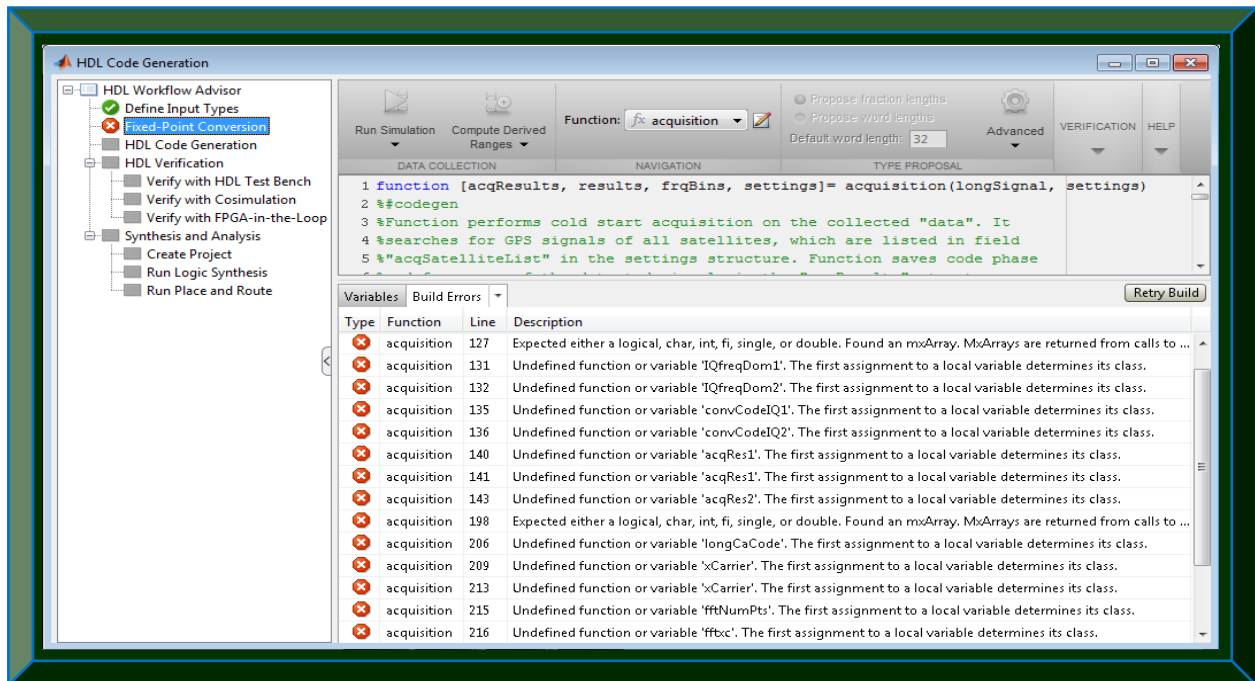 HDL Code Generation
HDL Workflow Advisor
Define Input Types
Fixed-Point Conversion
HDL Code Generation
HDL Verification
Verify with HDL Test Bench
Verify with Cosimulation
Verify with FPGA-in-the-Loop
Synthesis and Analysis
Create Project
Run Logic Synthesis
Run Place and Route
Run Simulation
Compute Derived Ranges
DATA COLLECTION
Function: fx acquisition
NAVIGATION
Propose fraction lengths
Propose word lengths
Default word length: 32
Advanced
TYPE PROPOSAL
VERIFICATION
HELP
1 function [acqResults, results, frqBins, settings]= acquisition(longSignal, settings)
2 %#codegen
3 %Function performs cold start acquisition on the collected "data". It
4 %searches for GPS signals of all satellites, which are listed in field
5 %"acqSatelliteList" in the settings structure. Function saves code phase
Variables Build Errors
Retry Build
Type Function Line Description
acquisition 127 Expected either a logical, char, int, fi, single, or double. Found an mxArray. MxArrays are returned from calls to ...
acquisition 131 Undefined function or variable 'IQfreqDom1'. The first assignment to a local variable determines its class.
acquisition 132 Undefined function or variable 'IQfreqDom2'. The first assignment to a local variable determines its class.
acquisition 135 Undefined function or variable 'convCodeIQ1'. The first assignment to a local variable determines its class.
acquisition 136 Undefined function or variable 'convCodeIQ2'. The first assignment to a local variable determines its class.
acquisition 140 Undefined function or variable 'acqRes1'. The first assignment to a local variable determines its class.
acquisition 141 Undefined function or variable 'acqRes1'. The first assignment to a local variable determines its class.
acquisition 143 Undefined function or variable 'acqRes2'. The first assignment to a local variable determines its class.
acquisition 198 Expected either a logical, char, int, fi, single, or double. Found an mxArray. MxArrays are returned from calls to ...
acquisition 206 Undefined function or variable 'longCaCode'. The first assignment to a local variable determines its class.
acquisition 209 Undefined function or variable 'xCarrier'. The first assignment to a local variable determines its class.
acquisition 213 Undefined function or variable 'xCarrier'. The first assignment to a local variable determines its class.
acquisition 215 Undefined function or variable 'fftNumPts'. The first assignment to a local variable determines its class.
acquisition 216 Undefined function or variable 'fftxc'. The first assignment to a local variable determines its class.